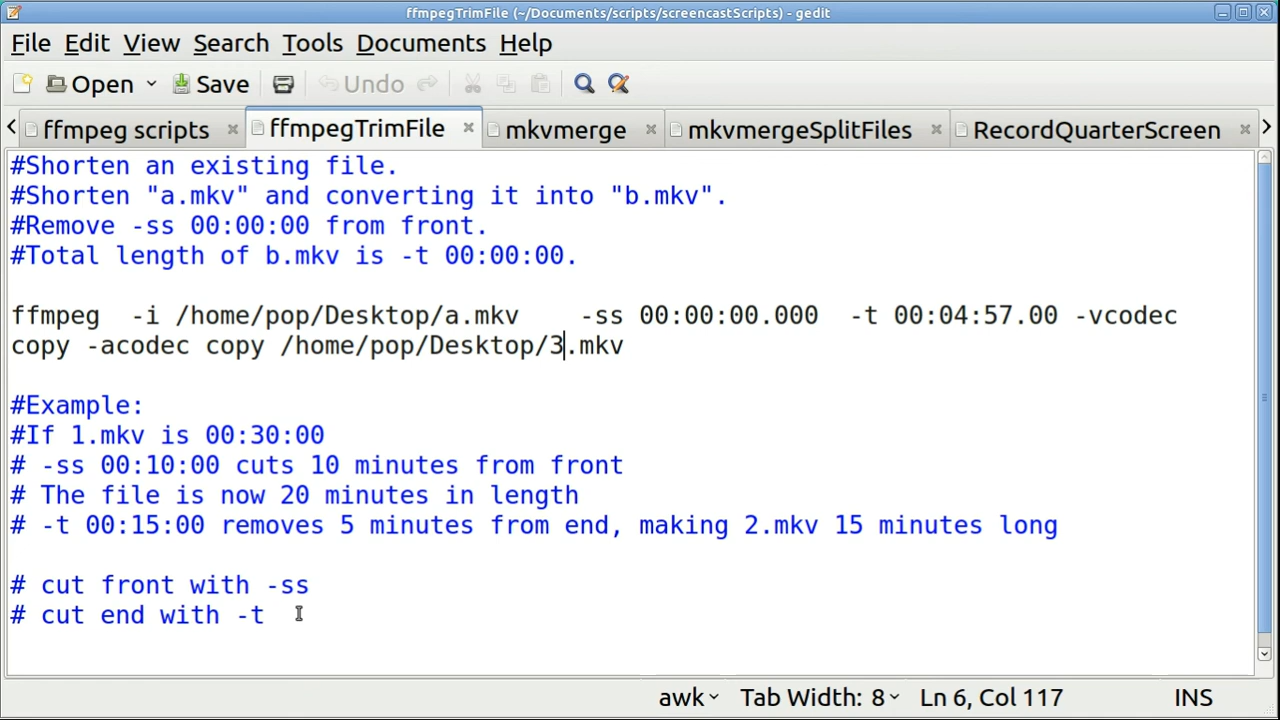 ffmpegTrimFile (~/Documents/scripts/screencastScripts) - gedit
File Edit View Search Tools Documents Help
Open Save Undo
ffmpeg scripts ffmpegTrimFile mkvmerge mkvmergeSplitFiles RecordQuarterScreen
#Shorten an existing file.
#Shorten "a.mkv" and converting it into "b.mkv".
#Remove -ss 00:00:00 from front.
#Total length of b.mkv is -t 00:00:00.
ffmpeg  -i /home/pop/Desktop/a.mkv    -ss 00:00:00.000  -t 00:04:57.00 -vcodec
copy -acodec copy /home/pop/Desktop/3.mkv
#Example:
#If 1.mkv is 00:30:00
# -ss 00:10:00 cuts 10 minutes from front
# The file is now 20 minutes in length
# -t 00:15:00 removes 5 minutes from end, making 2.mkv 15 minutes long
# cut front with -ss
# cut end with -t
awk Tab Width: 8 Ln 6, Col 117 INS